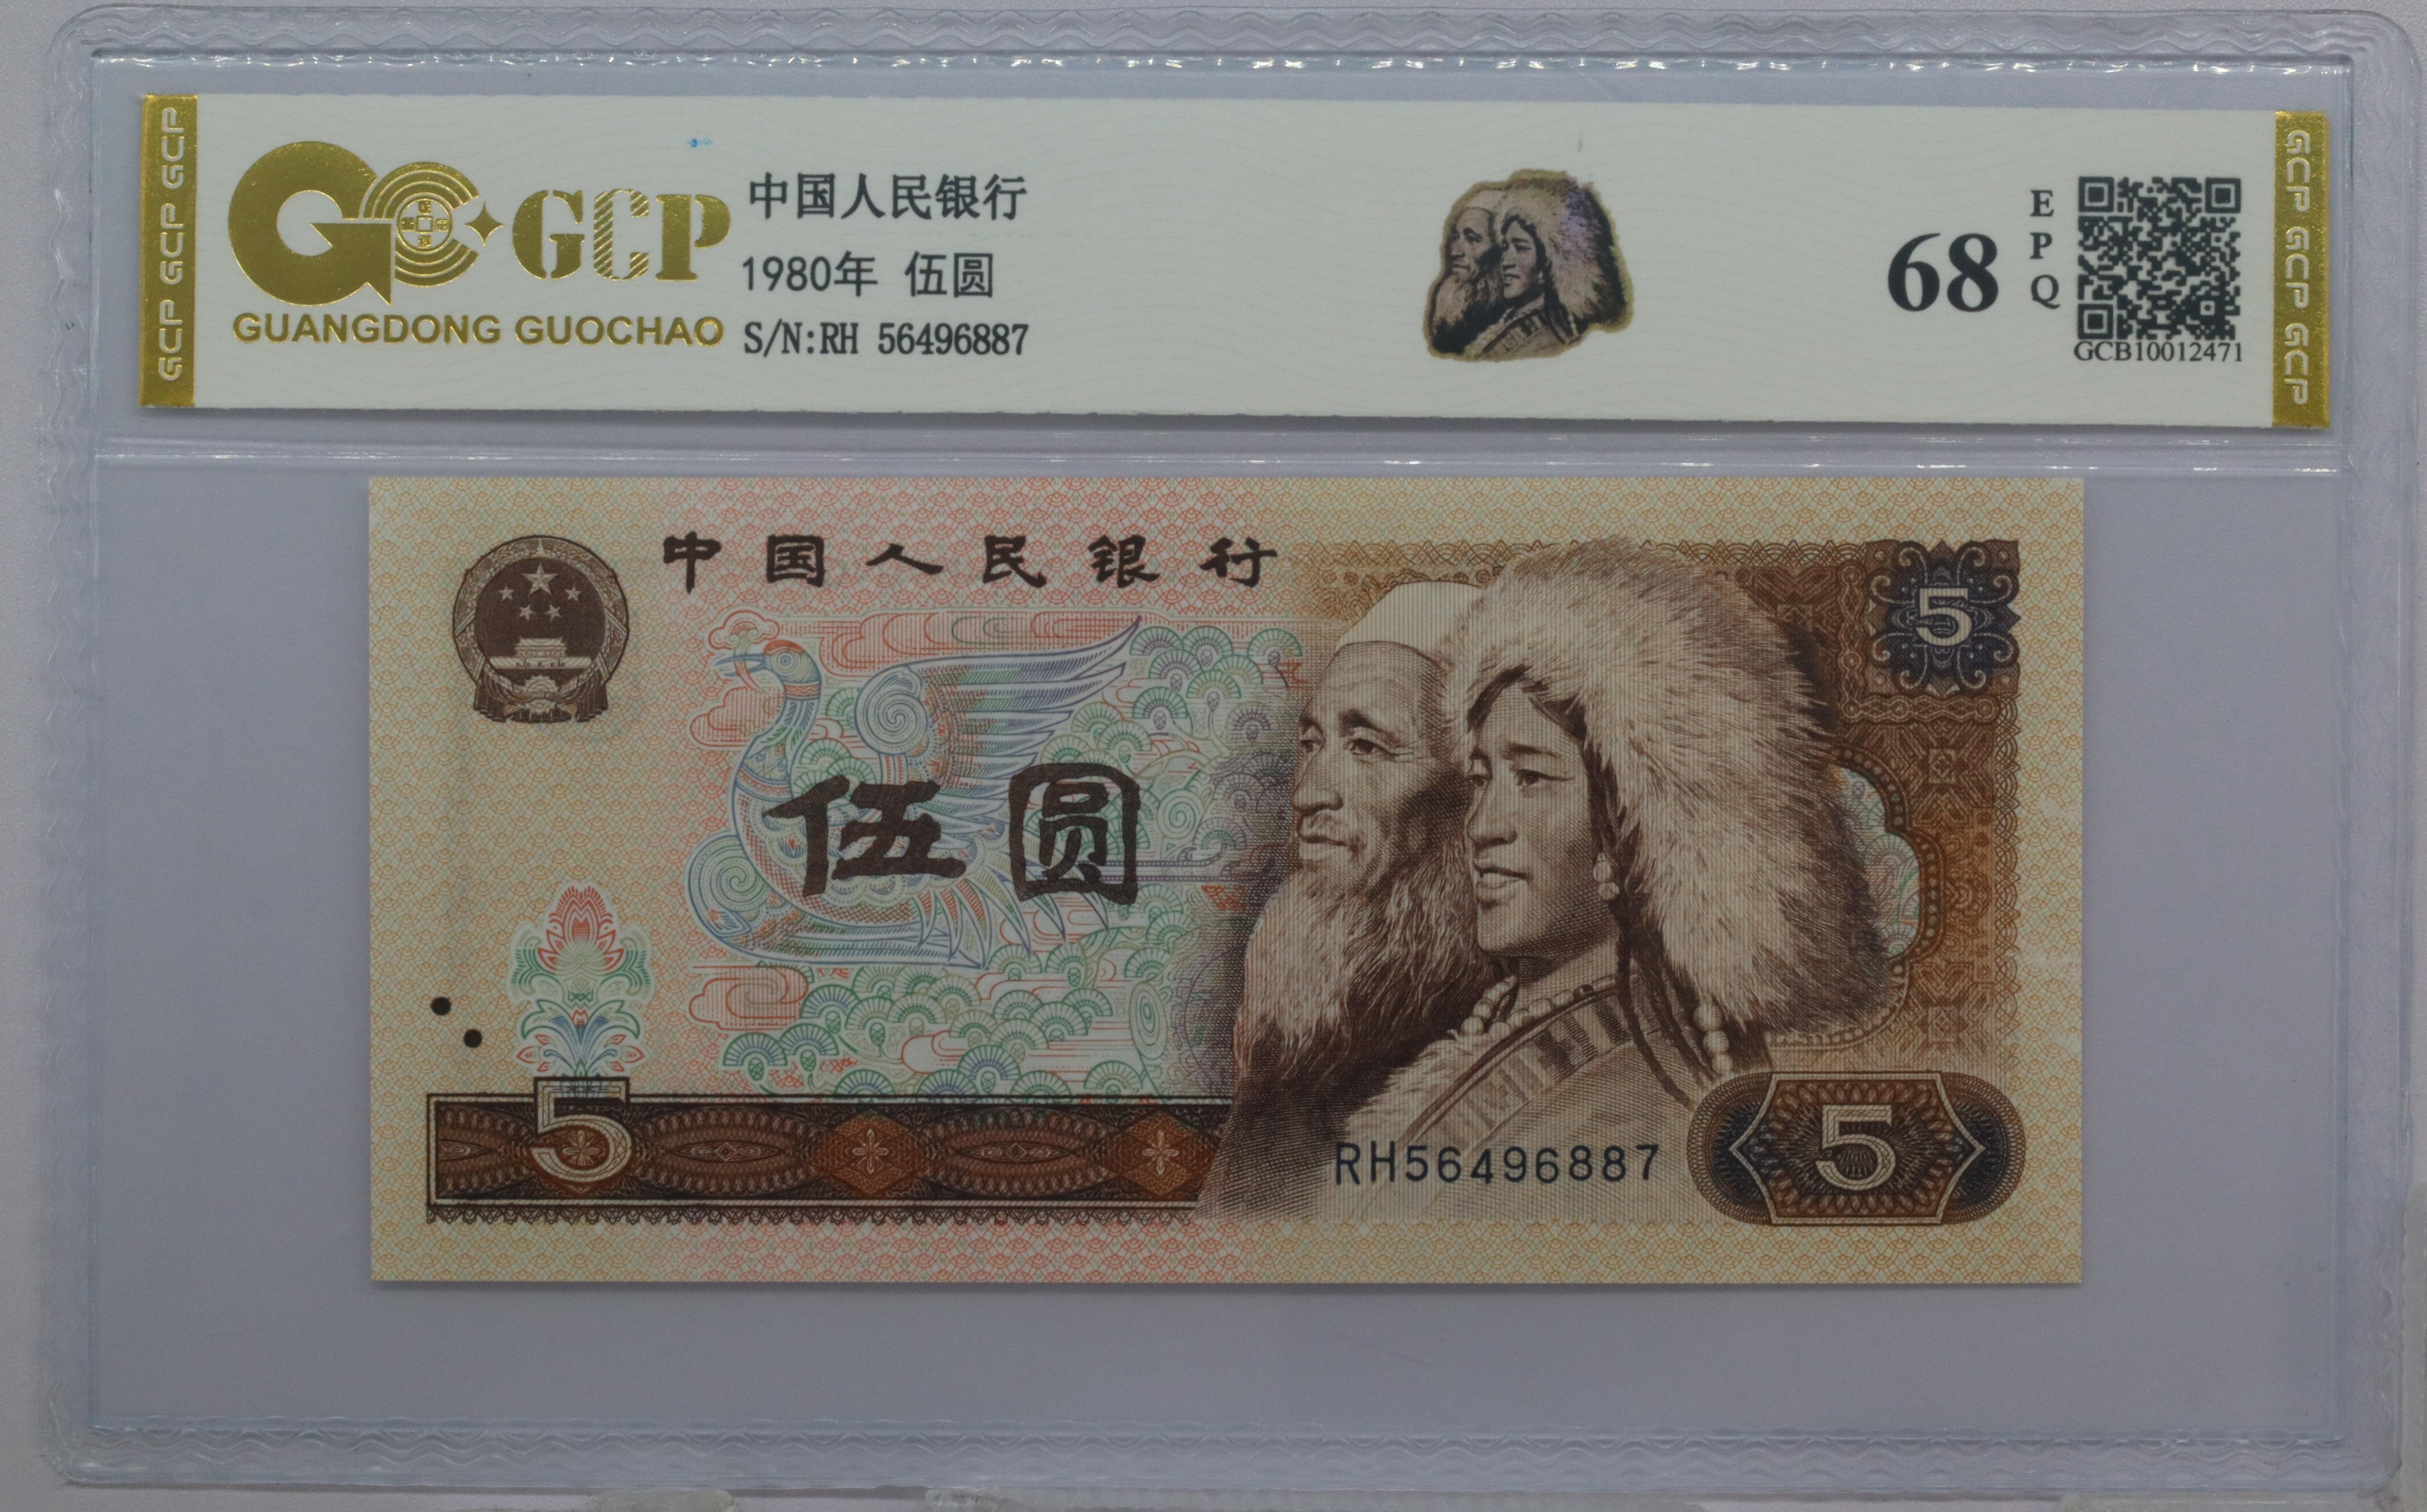 GCP GCP GCP
GCP
GUANGDONG GUOCHAO
中国人民银行
1980年 伍圆
S/N:RH 56496887
68
EPQ
GCB10012471
GCP GCP GCP
中国人民银行
5
伍圆
5
RH56496887
5